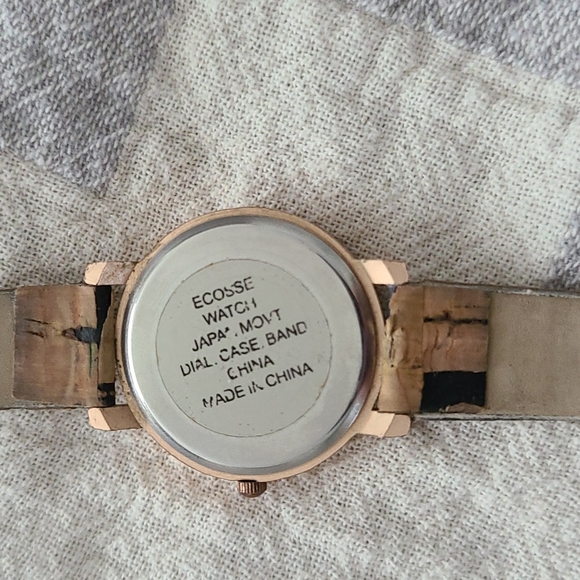 ECOSSE
WATCH
JAPAN MOVT
DIAL. CASE. BAND
CHINA
MADE IN CHINA